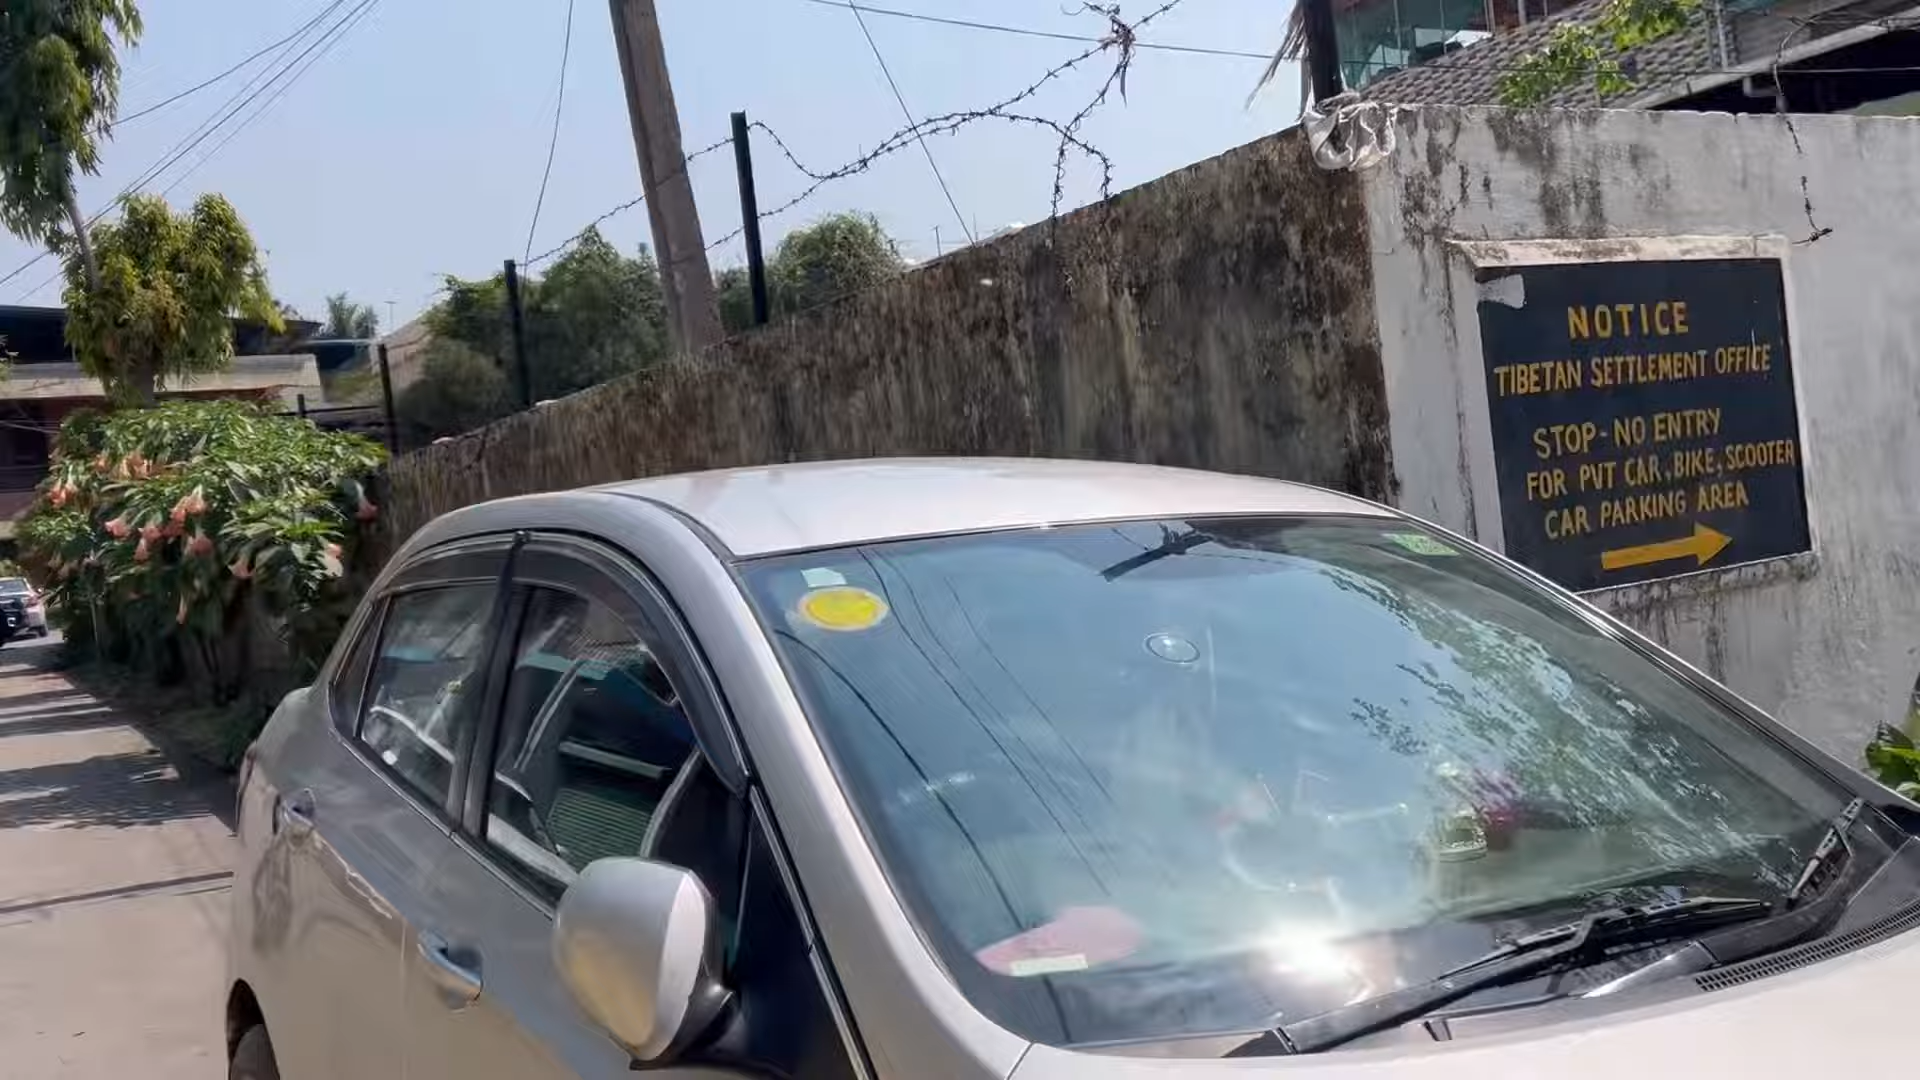 NOTICE
TIBETAN SETTLEMENT OFFICE
STOP-NO ENTRY
FOR PVT CAR, BIKE, SCOOTER
CAR PARKING AREA